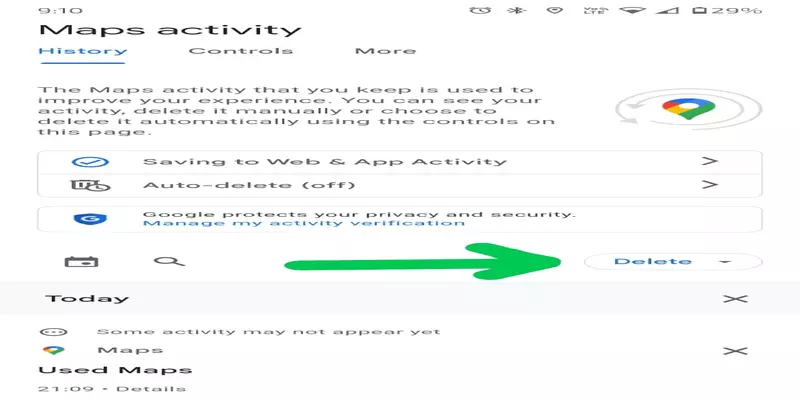 9:10
Vo))
LTE
29%
Maps activity
History Controls More
The Maps activity that you keep is used to
improve your experience. You can see your
activity, delete it manually or choose to
delete it automatically using the controls on
this page.
Saving to Web & App Activity
Auto-delete (off)
Google protects your privacy and security.
Manage my activity verification
Delete
Today
Some activity may not appear yet
Maps
Used Maps
21:09 • Details